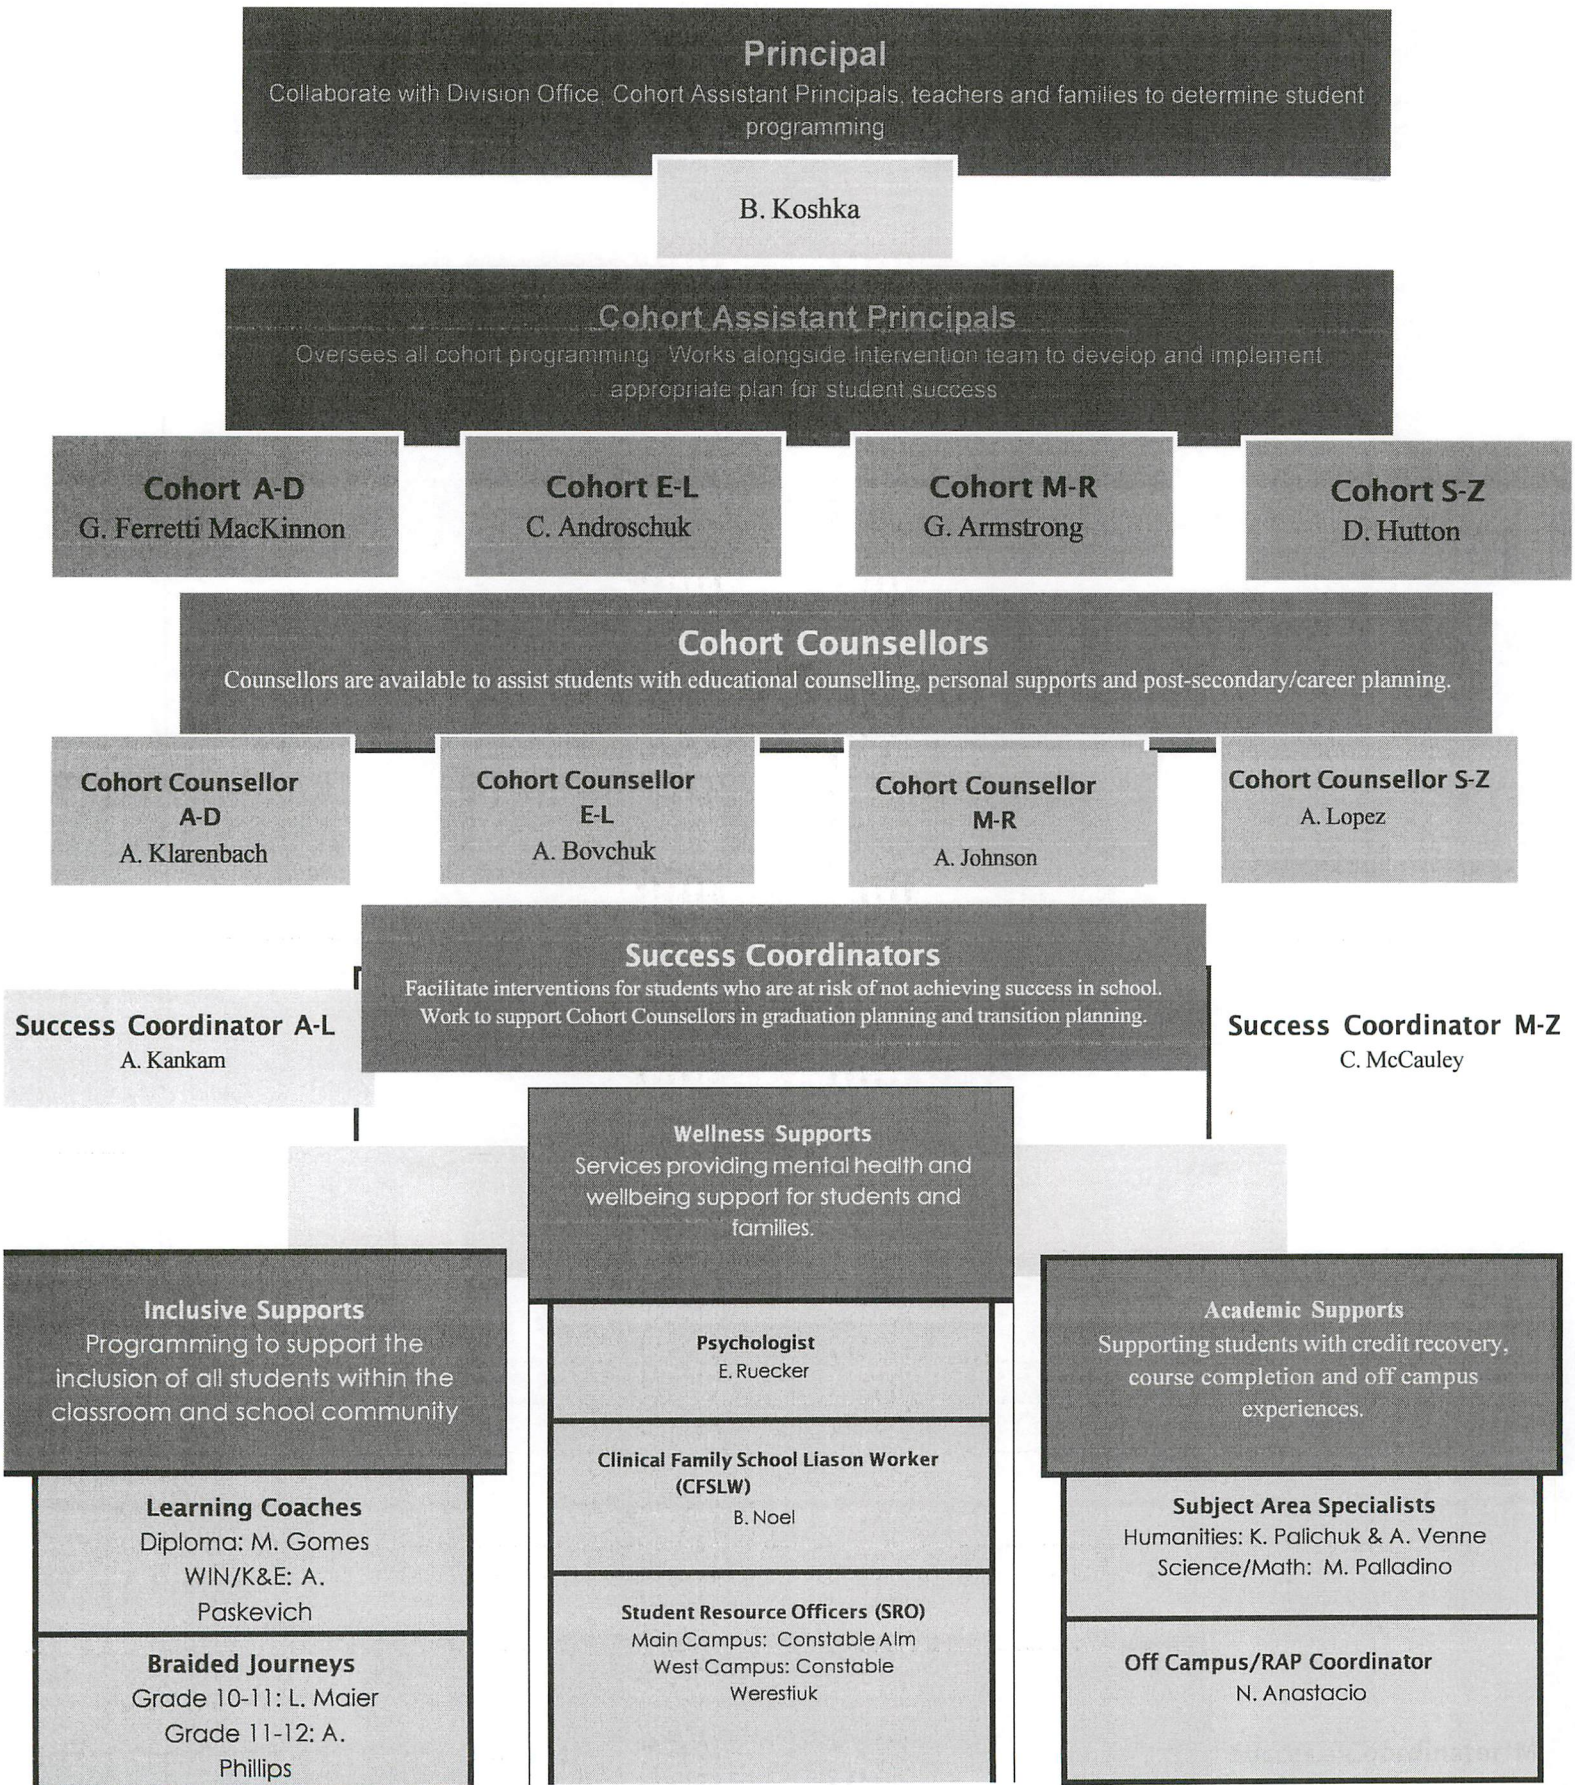 Principal
Collaborate with Division Office, Cohort Assistant Principals, teachers and families to determine student
programming
B. Koshka
Cohort Assistant Principals
Oversees all cohort programming Works alongside Intervention team to develop and implement
appropriate plan for student success
Cohort A-D
G. Ferretti MacKinnon
Cohort E-L
C. Androschuk
Cohort M-R
G. Armstrong
Cohort S-Z
D. Hutton
Cohort Counsellors
Counsellors are available to assist students with educational counselling, personal supports and post-secondary/career planning.
Cohort Counsellor
A-D
A. Klarenbach
Cohort Counsellor
E-L
A. Bovchuk
Cohort Counsellor
M-R
A. Johnson
Cohort Counsellor S-Z
A. Lopez
Success Coordinators
Facilitate interventions for students who are at risk of not achieving success in school.
Work to support Cohort Counsellors in graduation planning and transition planning.
Success Coordinator A-L
A. Kankam
Success Coordinator M-Z
C. McCauley
Wellness Supports
Services providing mental health and
wellbeing support for students and
families.
Psychologist
E. Ruecker
Clinical Family School Liason Worker
(CFSLW)
B. Noel
Student Resource Officers (SRO)
Main Campus: Constable Alm
West Campus: Constable
Werestiuk
Inclusive Supports
Programming to support the
inclusion of all students within the
classroom and school community
Learning Coaches
Diploma: M. Gomes
WIN/K&E: A.
Paskevich
Braided Journeys
Grade 10-11: L. Maier
Grade 11-12: A.
Phillips
Academic Supports
Supporting students with credit recovery,
course completion and off campus
experiences.
Subject Area Specialists
Humanities: K. Palichuk & A. Venne
Science/Math: M. Palladino
Off Campus/RAP Coordinator
N. Anastacio